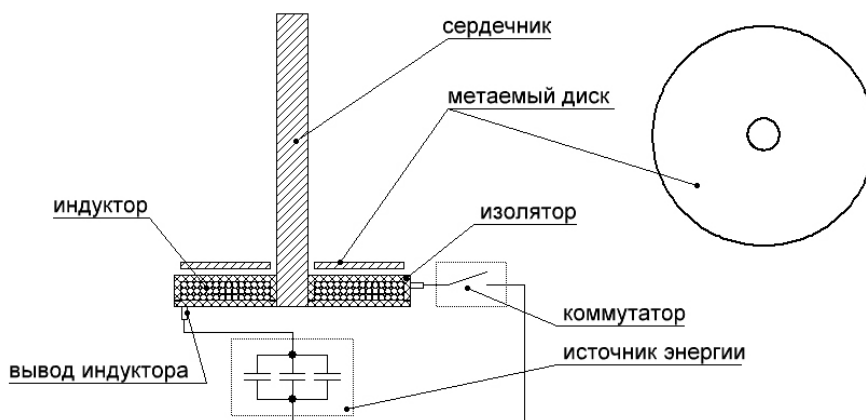 сердечник
метаемый диск
индуктор
изолятор
коммутатор
вывод индуктора
источник энергии